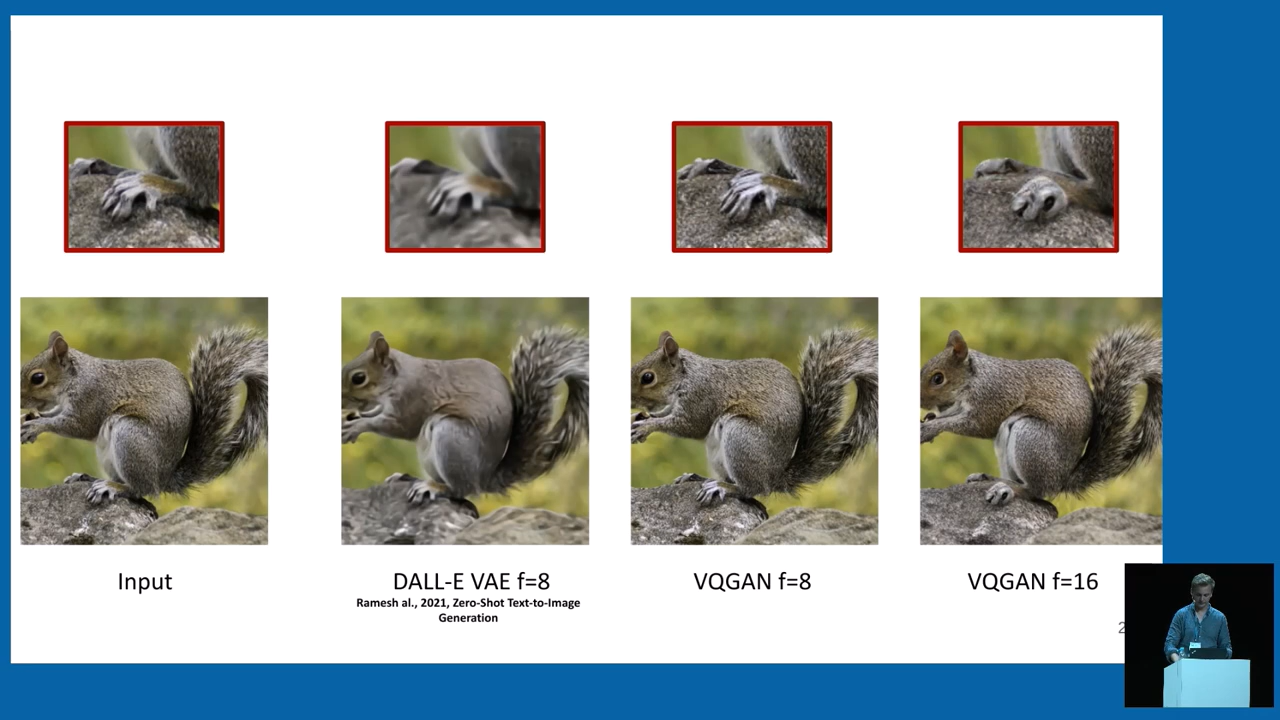 Input
DALL-E VAE f=8
Ramesh al., 2021, Zero-Shot Text-to-Image
Generation
VQGAN f=8
VQGAN f=16